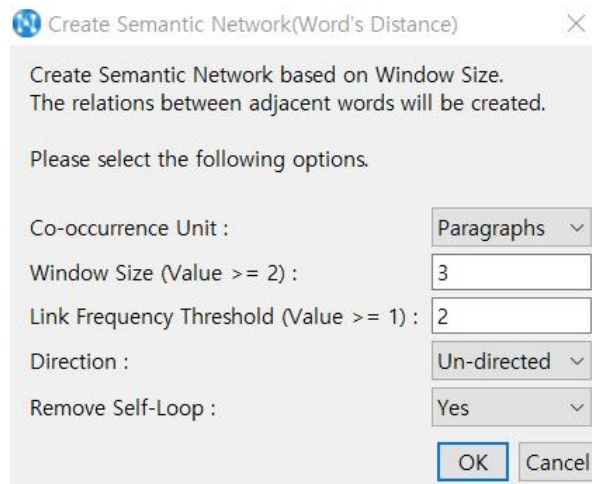 Create Semantic Network(Word's Distance)
Create Semantic Network based on Window Size.
The relations between adjacent words will be created.
Please select the following options.
Co-occurrence Unit : Paragraphs
Window Size (Value >= 2) : 3
Link Frequency Threshold (Value >= 1) : 2
Direction : Un-directed
Remove Self-Loop : Yes
OK Cancel